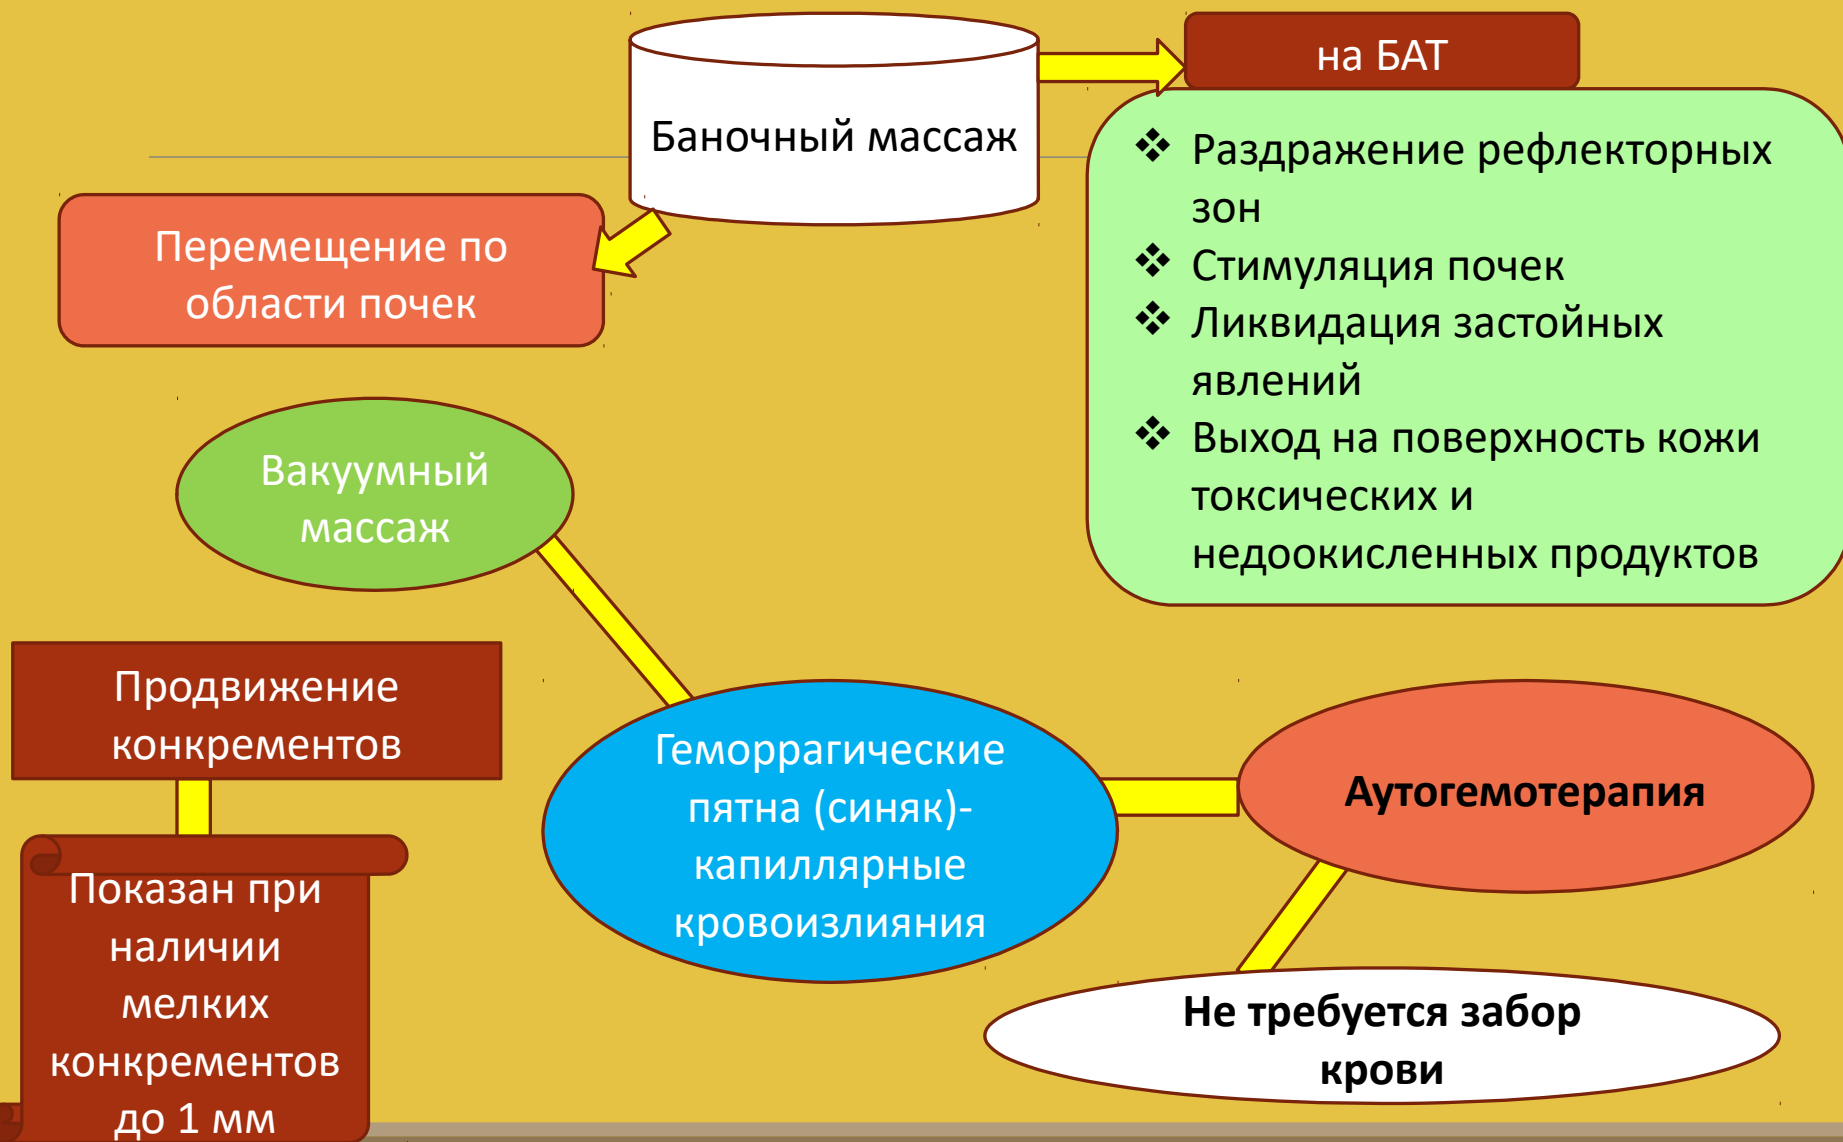 Баночный массаж
на БАТ
❖ Раздражение рефлекторных
зон
❖ Стимуляция почек
❖ Ликвидация застойных
явлений
❖ Выход на поверхность кожи
токсических и
недоокисленных продуктов
Перемещение по
области почек
Вакуумный
массаж
Продвижение
конкрементов
Показан при
наличии
мелких
конкрементов
до 1 мм
Геморрагические
пятна (синяк)-
капиллярные
кровоизлияния
Аутогемотерапия
Не требуется забор
крови